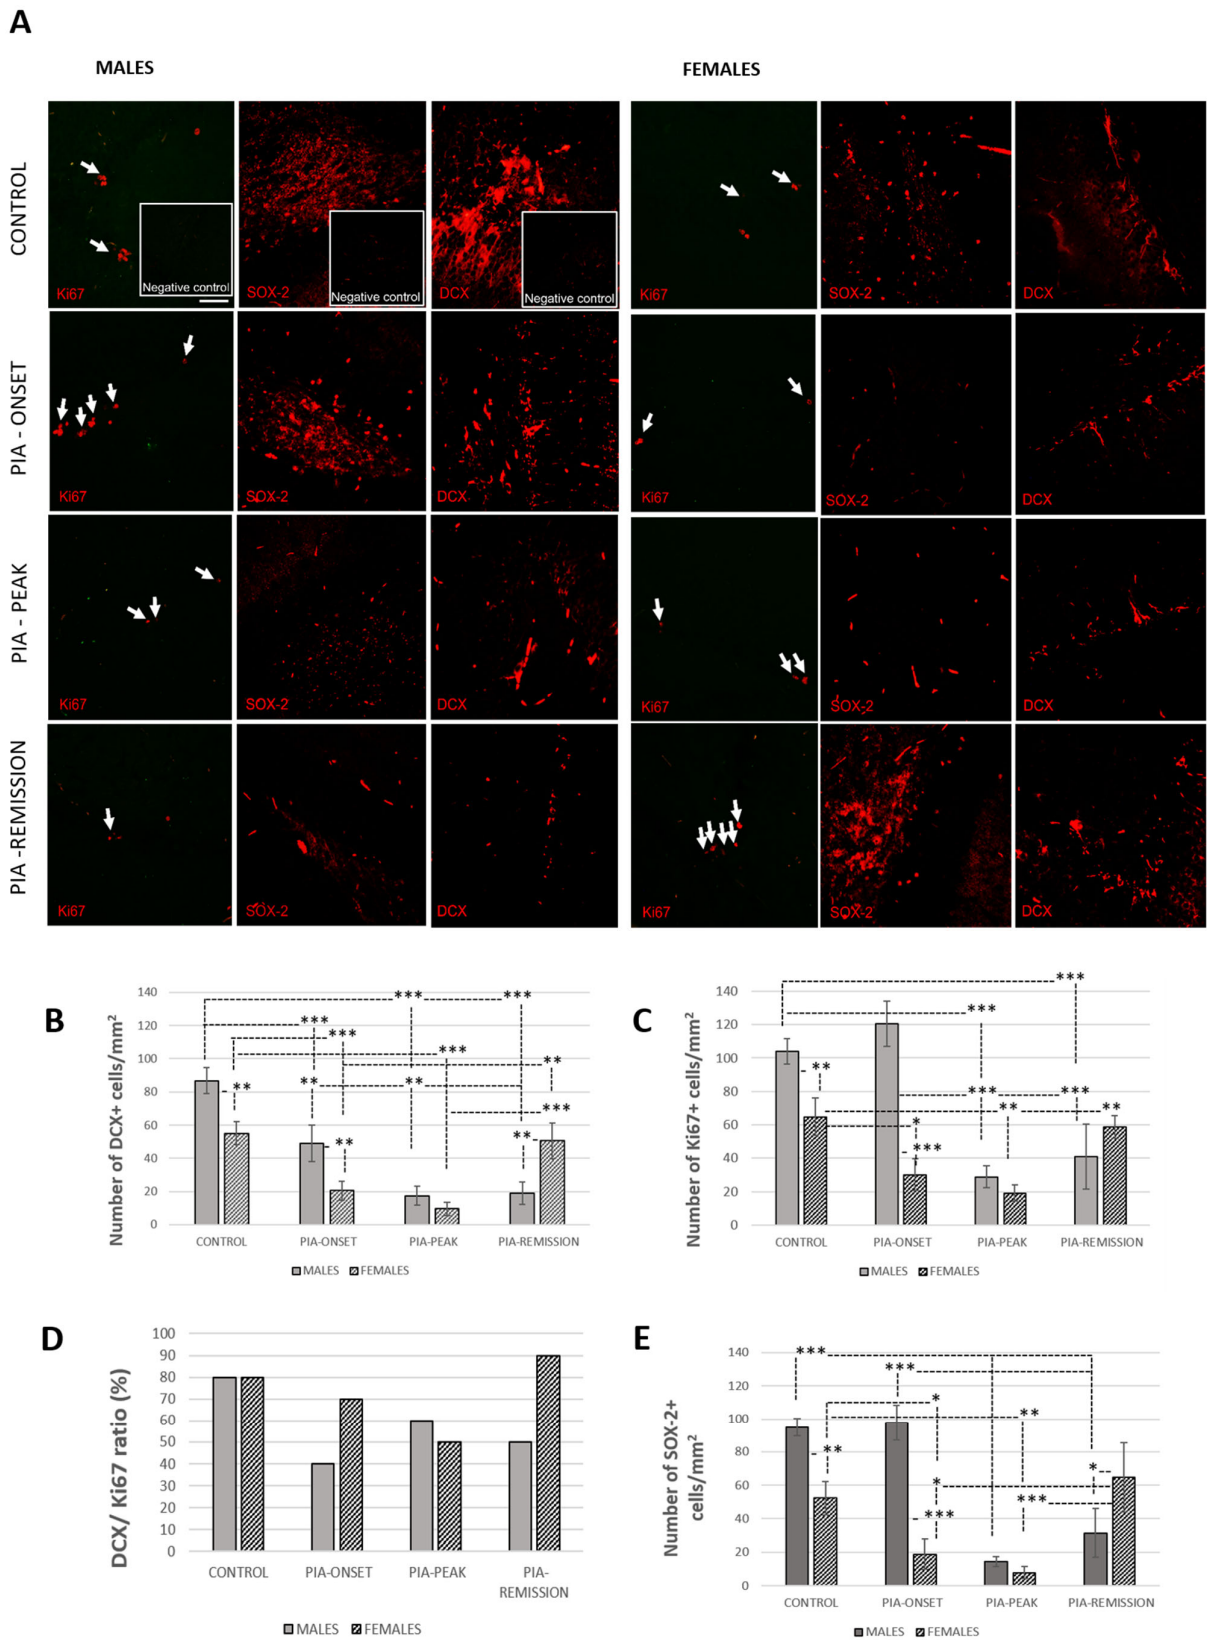 A
MALES
FEMALES
CONTROL
Ki67
Negative control
SOX-2
Negative control
DCX
Negative control
Ki67
SOX-2
DCX
PIA - ONSET
Ki67
SOX-2
DCX
Ki67
SOX-2
DCX
PIA - PEAK
Ki67
SOX-2
DCX
Ki67
SOX-2
DCX
PIA -REMISSION
Ki67
SOX-2
DCX
Ki67
SOX-2
DCX
B
Number of DCX+ cells/mm²
140
120
100
80
60
40
20
0
***
***
***
***
***
**
**
**
**
***
**
**
CONTROL
PIA-ONSET
PIA-PEAK
PIA-REMISSION
MALES
FEMALES
C
Number of Ki67+ cells/mm²
140
120
100
80
60
40
20
0
***
***
**
***
***
**
**
*
***
CONTROL
PIA-ONSET
PIA-PEAK
PIA-REMISSION
MALES
FEMALES
D
DCX/ Ki67 ratio (%)
100
90
80
70
60
50
40
30
20
10
0
CONTROL
PIA-ONSET
PIA-PEAK
PIA-
REMISSION
MALES
FEMALES
E
Number of SOX-2+
cells/mm²
140
120
100
80
60
40
20
0
***
***
*
**
**
*
*
***
***
CONTROL
PIA-ONSET
PIA-PEAK
PIA-REMISSION
MALES
FEMALES